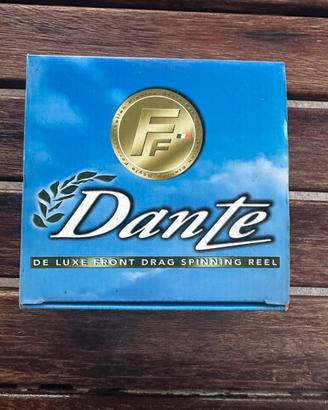 FF
Dante
DE LUXE FRONT DRAG SPINNING REEL